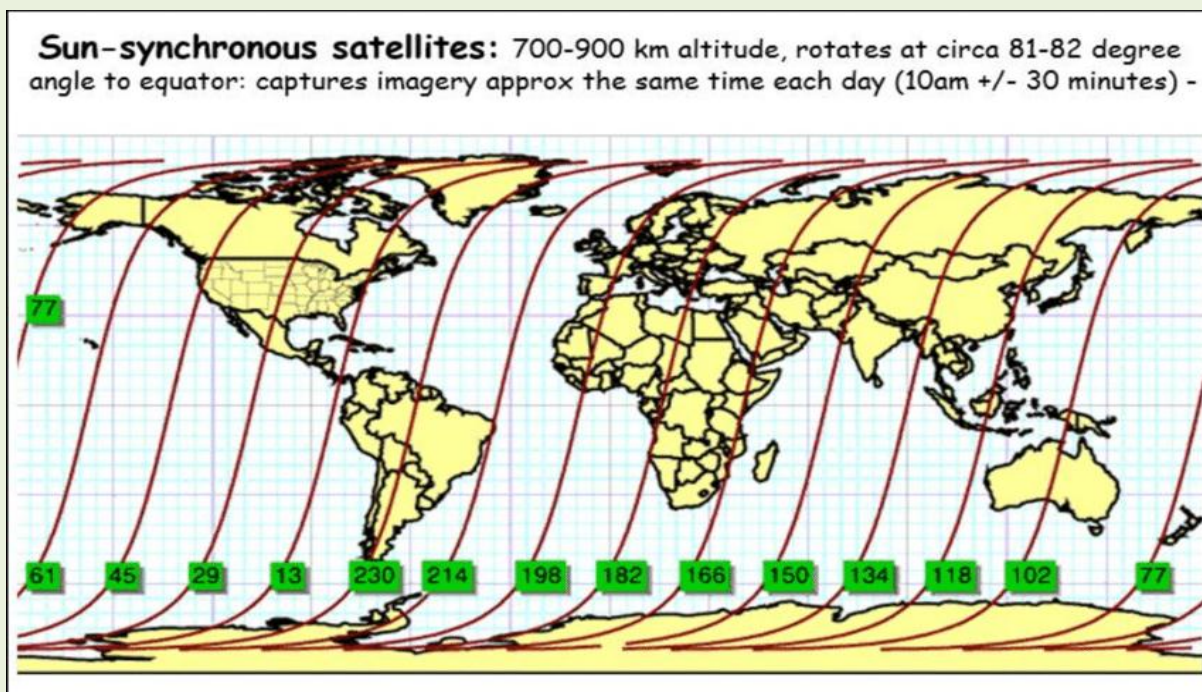 Sun-synchronous satellites: 700-900 km altitude, rotates at circa 81-82 degree
angle to equator: captures imagery approx the same time each day (10am +/- 30 minutes) -
77
61 45 29 13 230 214 198 182 166 150 134 118 102 77